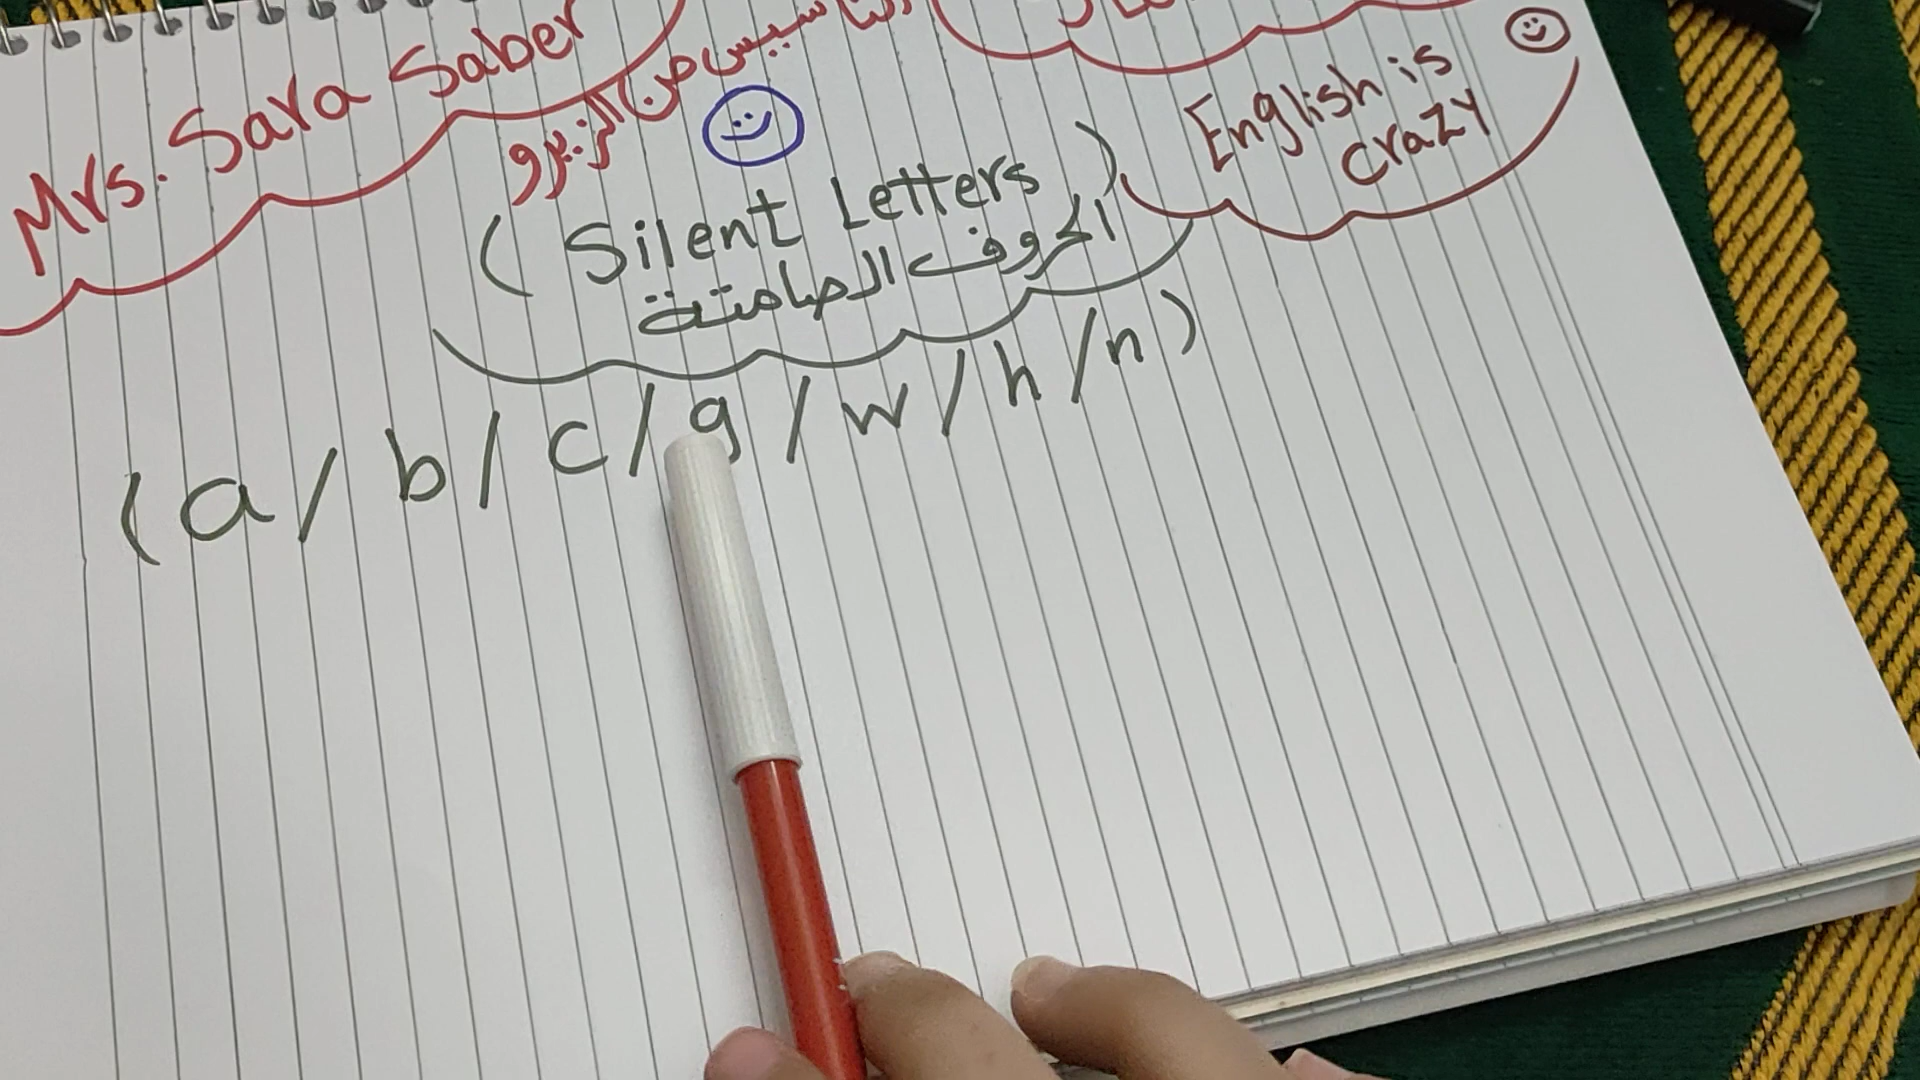 Mrs. Sara Saber
التأسيس من الزيرو
English is
crazy
( Silent Letters )
الحروف الصامتة
( a / b / c / g / w / h / n )